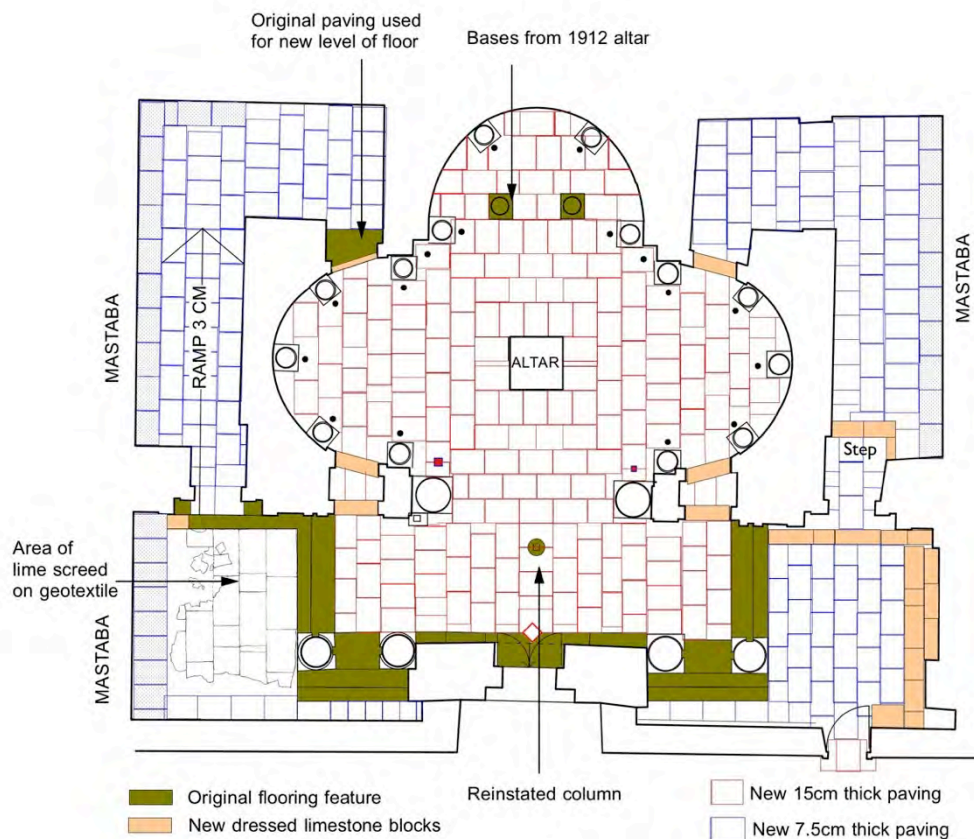 Original paving used
for new level of floor
Bases from 1912 altar
MASTABA
RAMP 3 CM
ALTAR
MASTABA
Step
Area of
lime screed
on geotextile
MASTABA
Reinstated column
Original flooring feature
New dressed limestone blocks
New 15cm thick paving
New 7.5cm thick paving